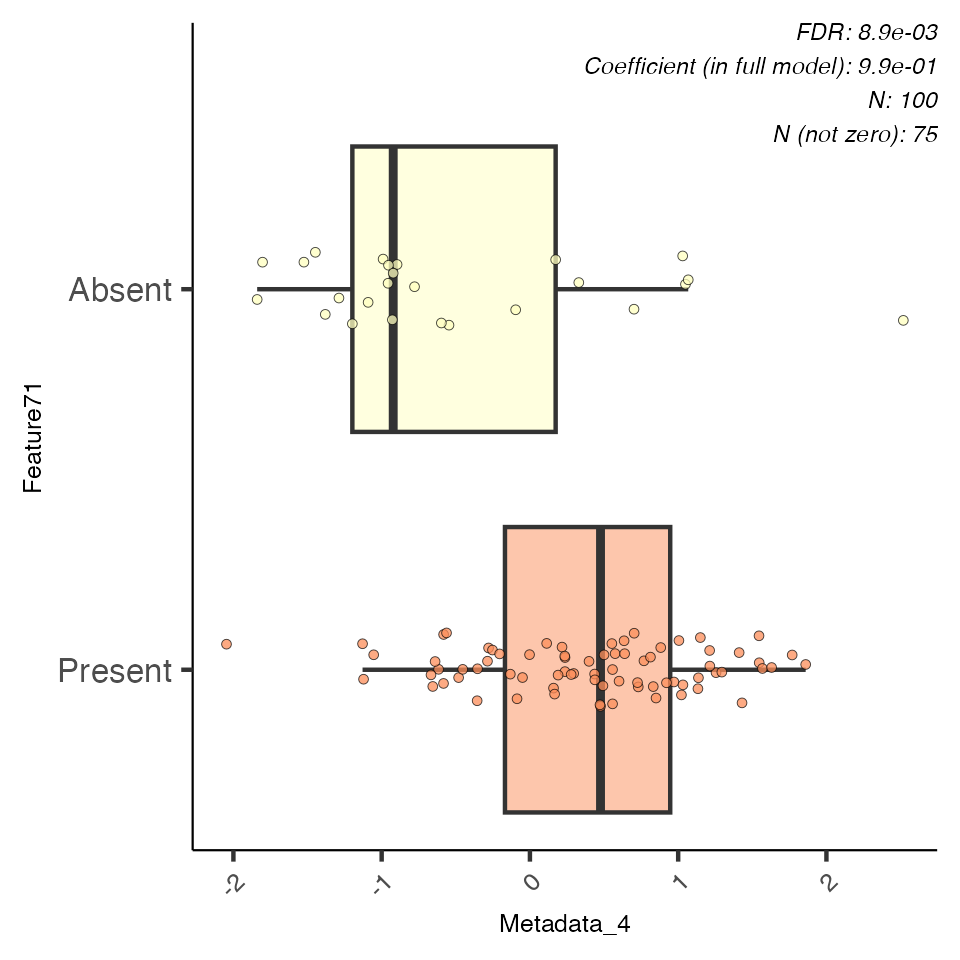 FDR: 8.9e-03
Coefficient (in full model): 9.9e-01
N: 100
N (not zero): 75
Absent
Feature71
Present
-2
-1
0
1
2
Metadata_4